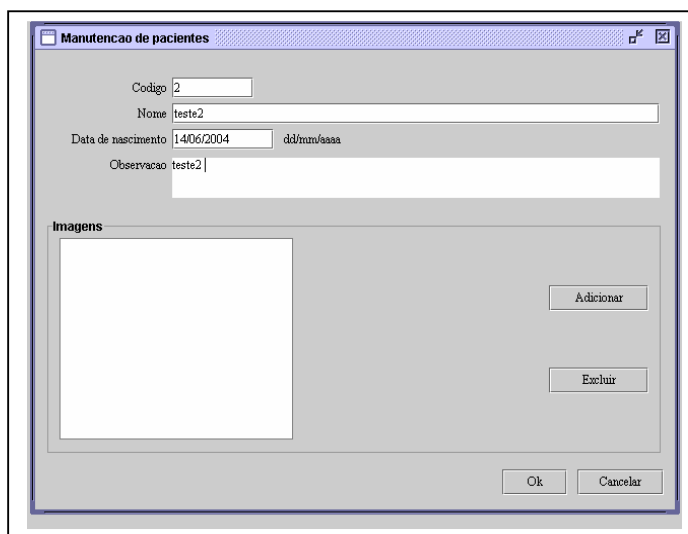 Manutencao de pacientes
Codigo 2
Nome teste2
Data de nascimento 14/06/2004 dd/mm/aaaa
Observacao teste2
Imagens
Adicionar
Excluir
Ok Cancelar